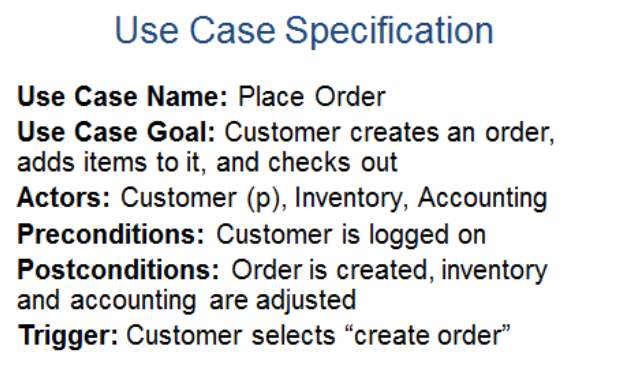 Use Case Specification
Use Case Name: Place Order
Use Case Goal: Customer creates an order,
adds items to it, and checks out
Actors: Customer (p), Inventory, Accounting
Preconditions: Customer is logged on
Postconditions: Order is created, inventory
and accounting are adjusted
Trigger: Customer selects “create order”